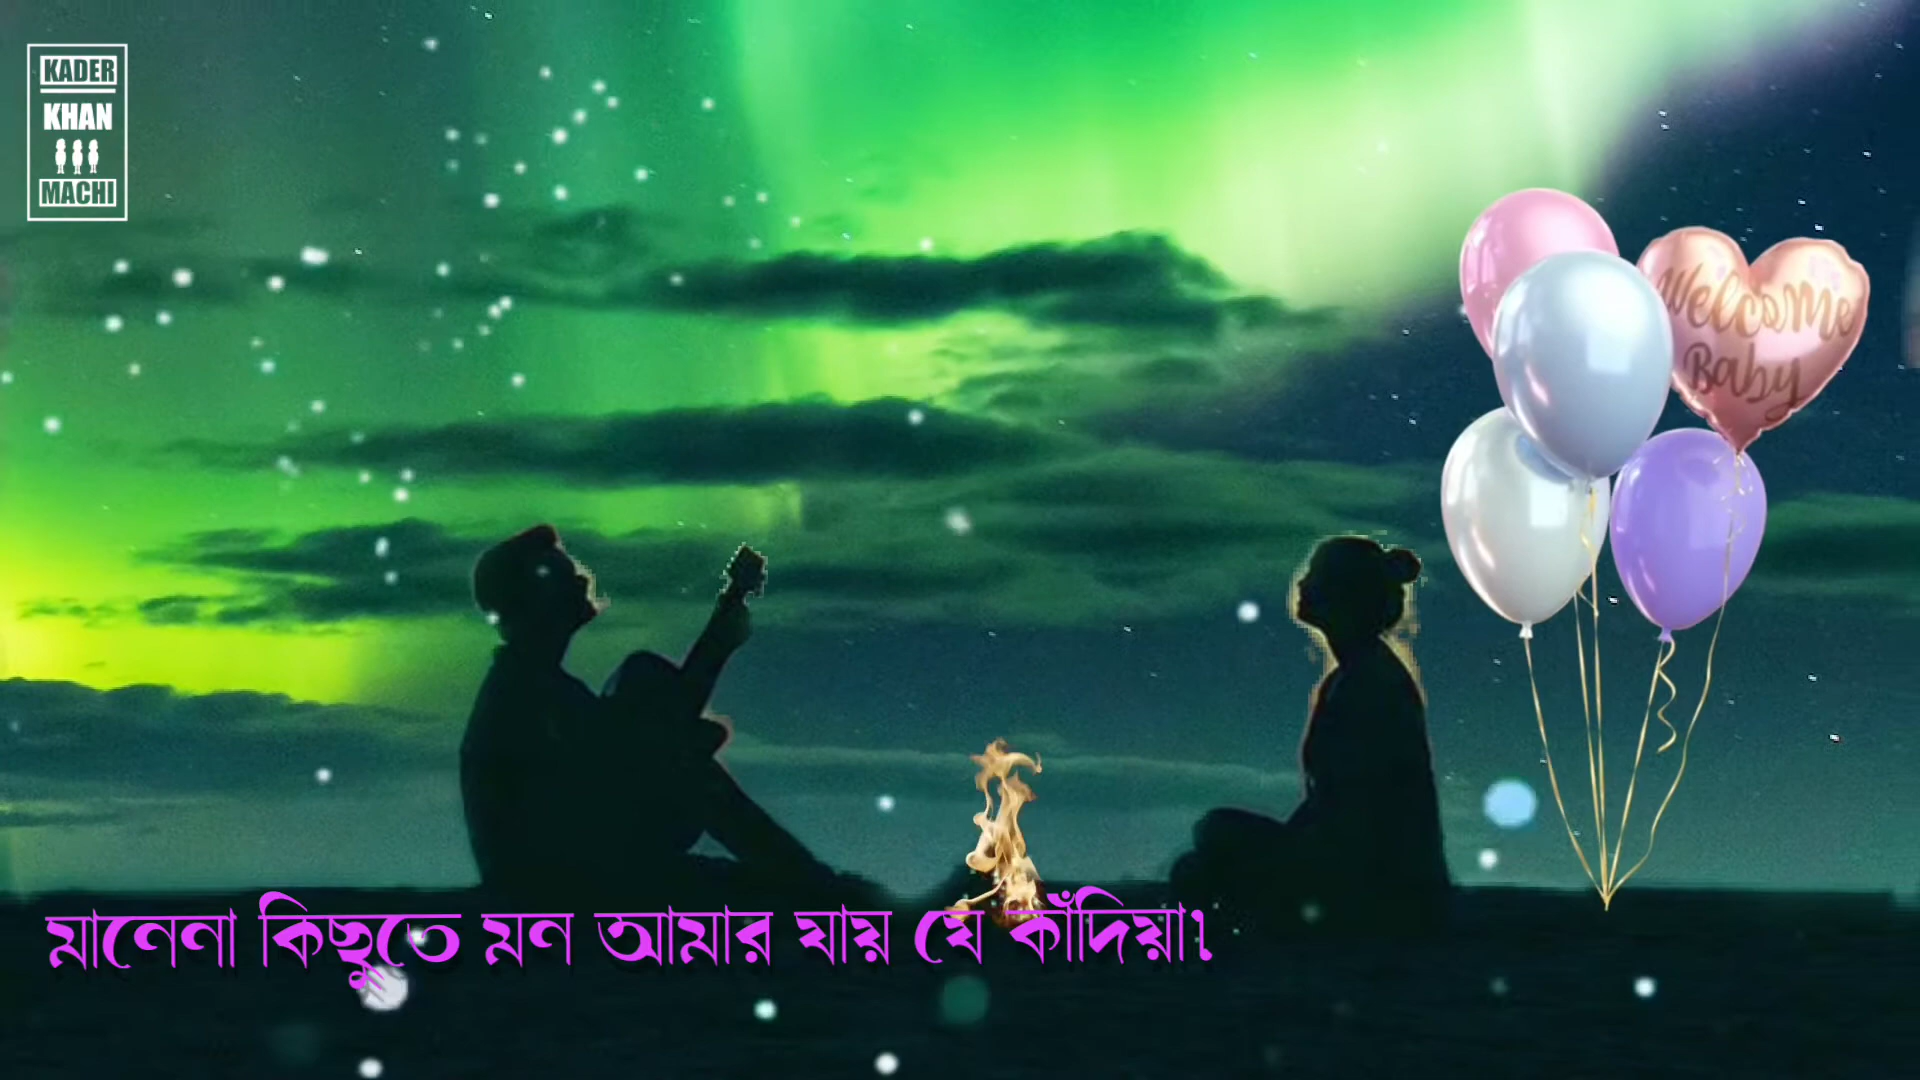 KADER
KHAN
MACHI
Welcome
Baby
মানেনা কিছুতে মন আমার যায় যে কাঁদিয়া।